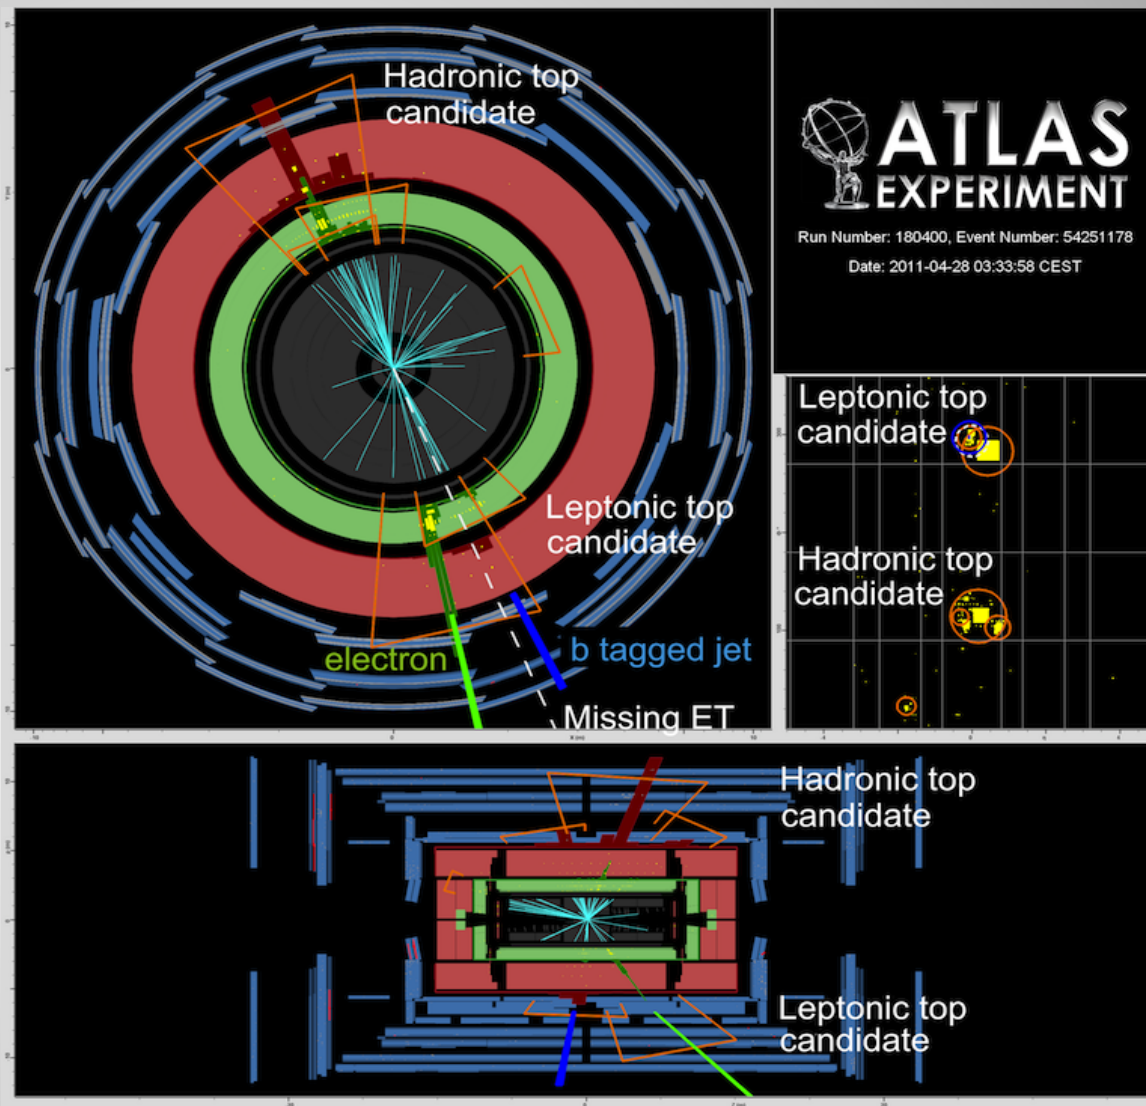 Hadronic top
candidate
Leptonic top
candidate
electron
b tagged jet
Missing ET
ATLAS
EXPERIMENT
Run Number: 180400, Event Number: 54251178
Date: 2011-04-28 03:33:58 CEST
Leptonic top
candidate
Hadronic top
candidate
Hadronic top
candidate
Leptonic top
candidate